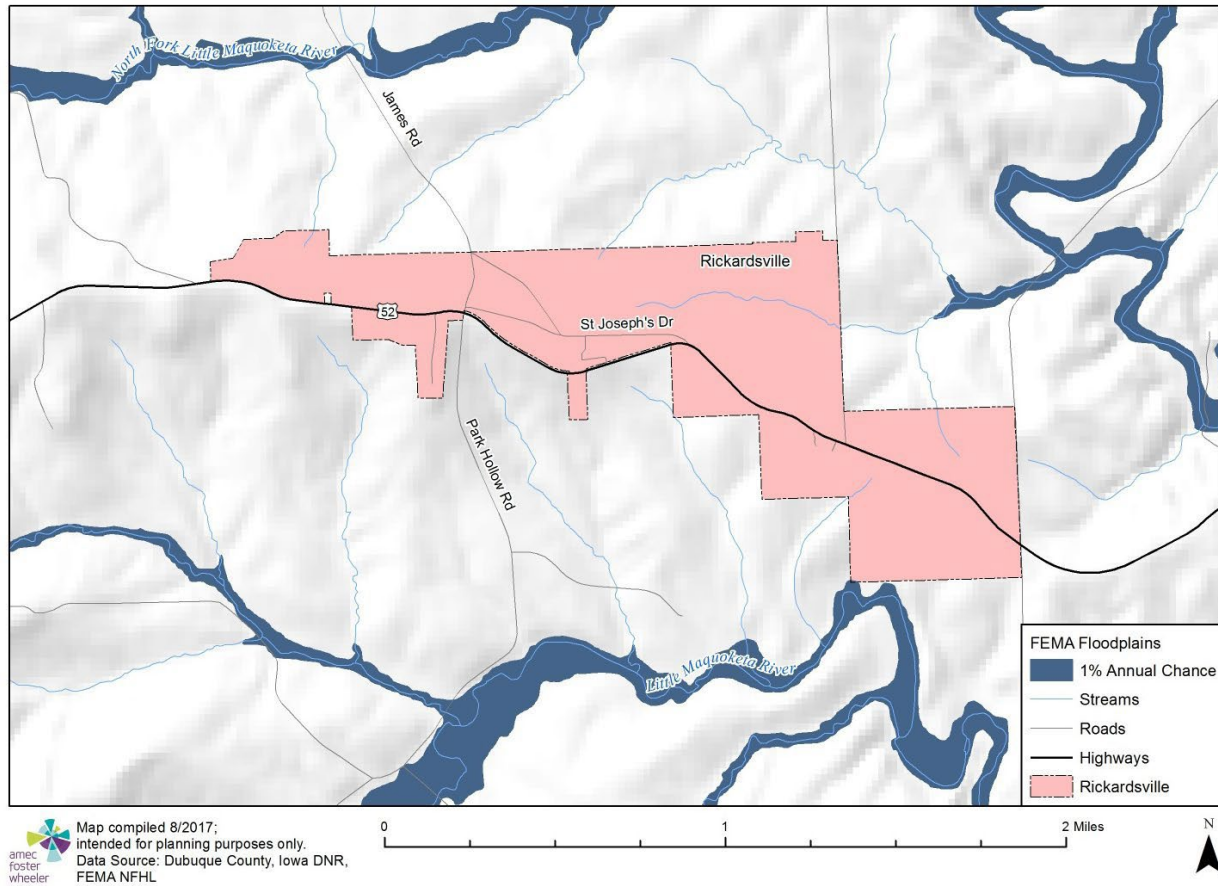 North Fork Little Maquoketa River
James Rd
Rickardsville
52
St Joseph's Dr
Park Hollow Rd
Little Maquoketa River
FEMA Floodplains
1% Annual Chance
Streams
Roads
Highways
Rickardsville
amec
foster
wheeler
Map compiled 8/2017;
intended for planning purposes only.
Data Source: Dubuque County, Iowa DNR,
FEMA NFHL
0 1 2 Miles
N